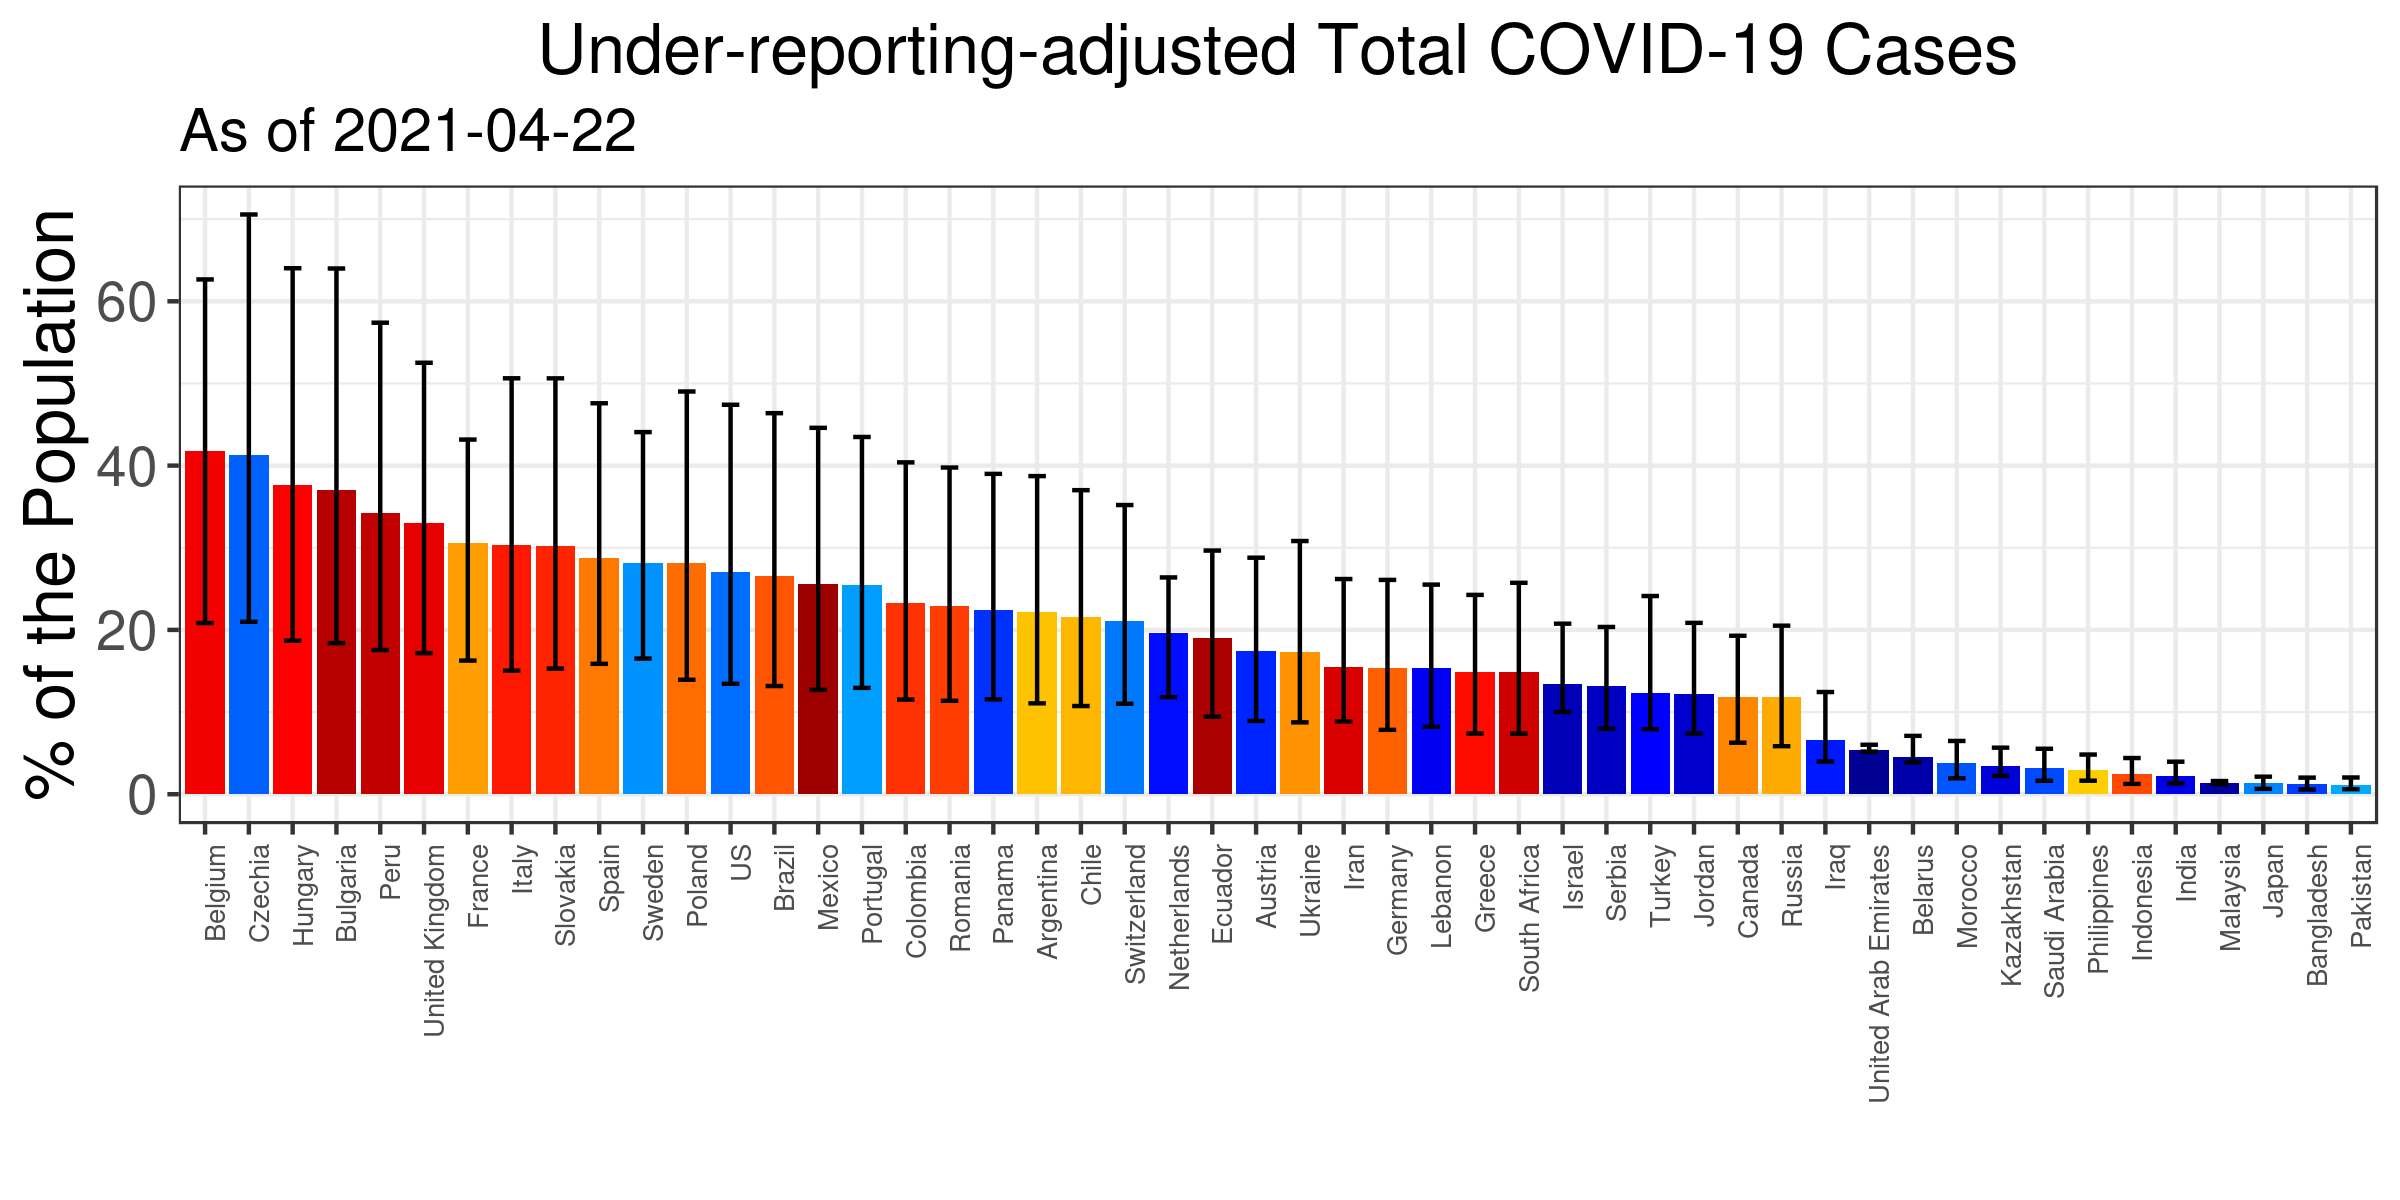 Under-reporting-adjusted Total COVID-19 Cases
As of 2021-04-22
% of the Population
60
40
20
0
Belgium
Czechia
Hungary
Bulgaria
Peru
United Kingdom
France
Italy
Slovakia
Spain
Sweden
Poland
US
Brazil
Mexico
Portugal
Colombia
Romania
Panama
Argentina
Chile
Switzerland
Netherlands
Ecuador
Austria
Ukraine
Iran
Germany
Lebanon
Greece
South Africa
Israel
Serbia
Turkey
Jordan
Canada
Russia
Iraq
United Arab Emirates
Belarus
Morocco
Kazakhstan
Saudi Arabia
Philippines
Indonesia
India
Malaysia
Japan
Bangladesh
Pakistan